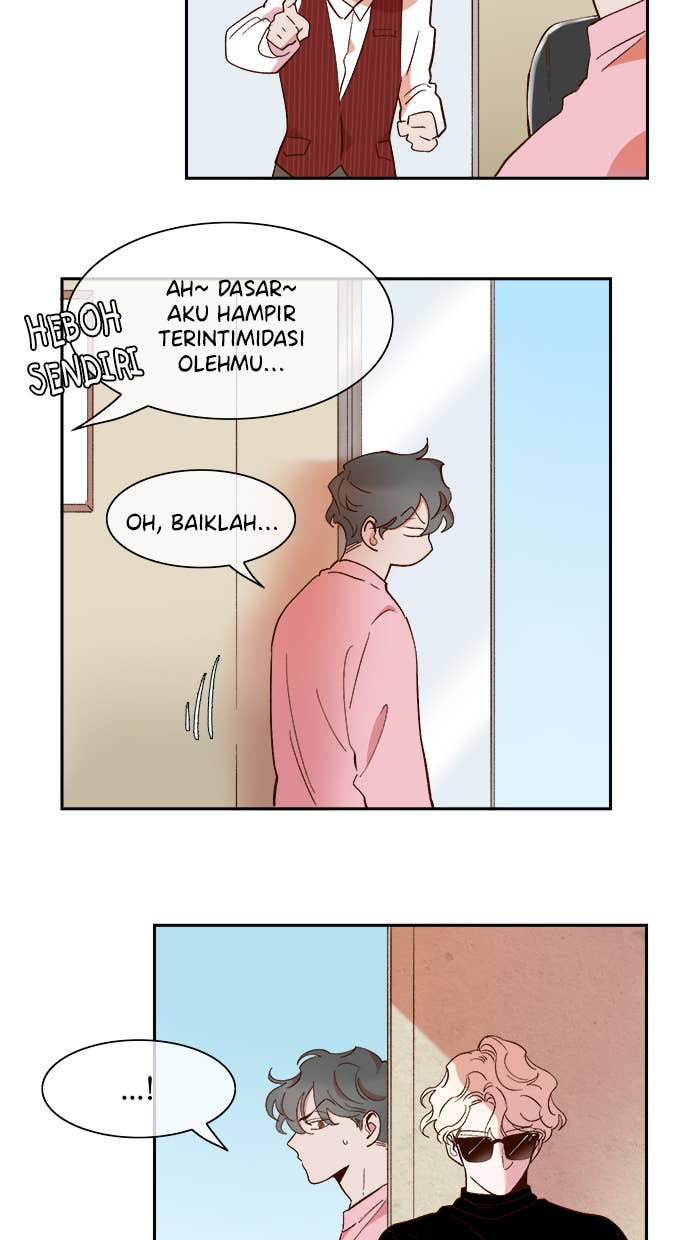 AH~ DASAR~
AKU HAMPIR
TERINTIMIDASI
OLEHMU...
HEBOH
SENDIRI
OH, BAIKLAH...
...!